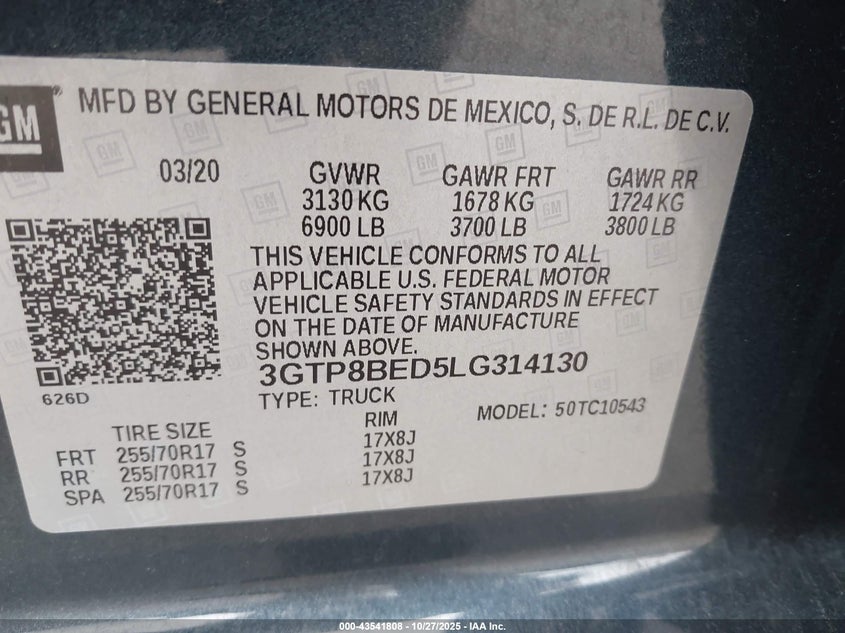 GM
MFD BY GENERAL MOTORS DE MEXICO, S. DE R.L. DE C.V.
03/20 GVWR GAWR FRT GAWR RR
3130 KG 1678 KG 1724 KG
6900 LB 3700 LB 3800 LB
THIS VEHICLE CONFORMS TO ALL
APPLICABLE U.S. FEDERAL MOTOR
VEHICLE SAFETY STANDARDS IN EFFECT
ON THE DATE OF MANUFACTURE
SHOWN ABOVE.
3GTP8BED5LG314130
626D
TYPE: TRUCK MODEL: 50TC10543
TIRE SIZE RIM
FRT 255/70R17 S 17X8J
RR 255/70R17 S 17X8J
SPA 255/70R17 S 17X8J
000-43541808 - 10/27/2025 - IAA Inc.